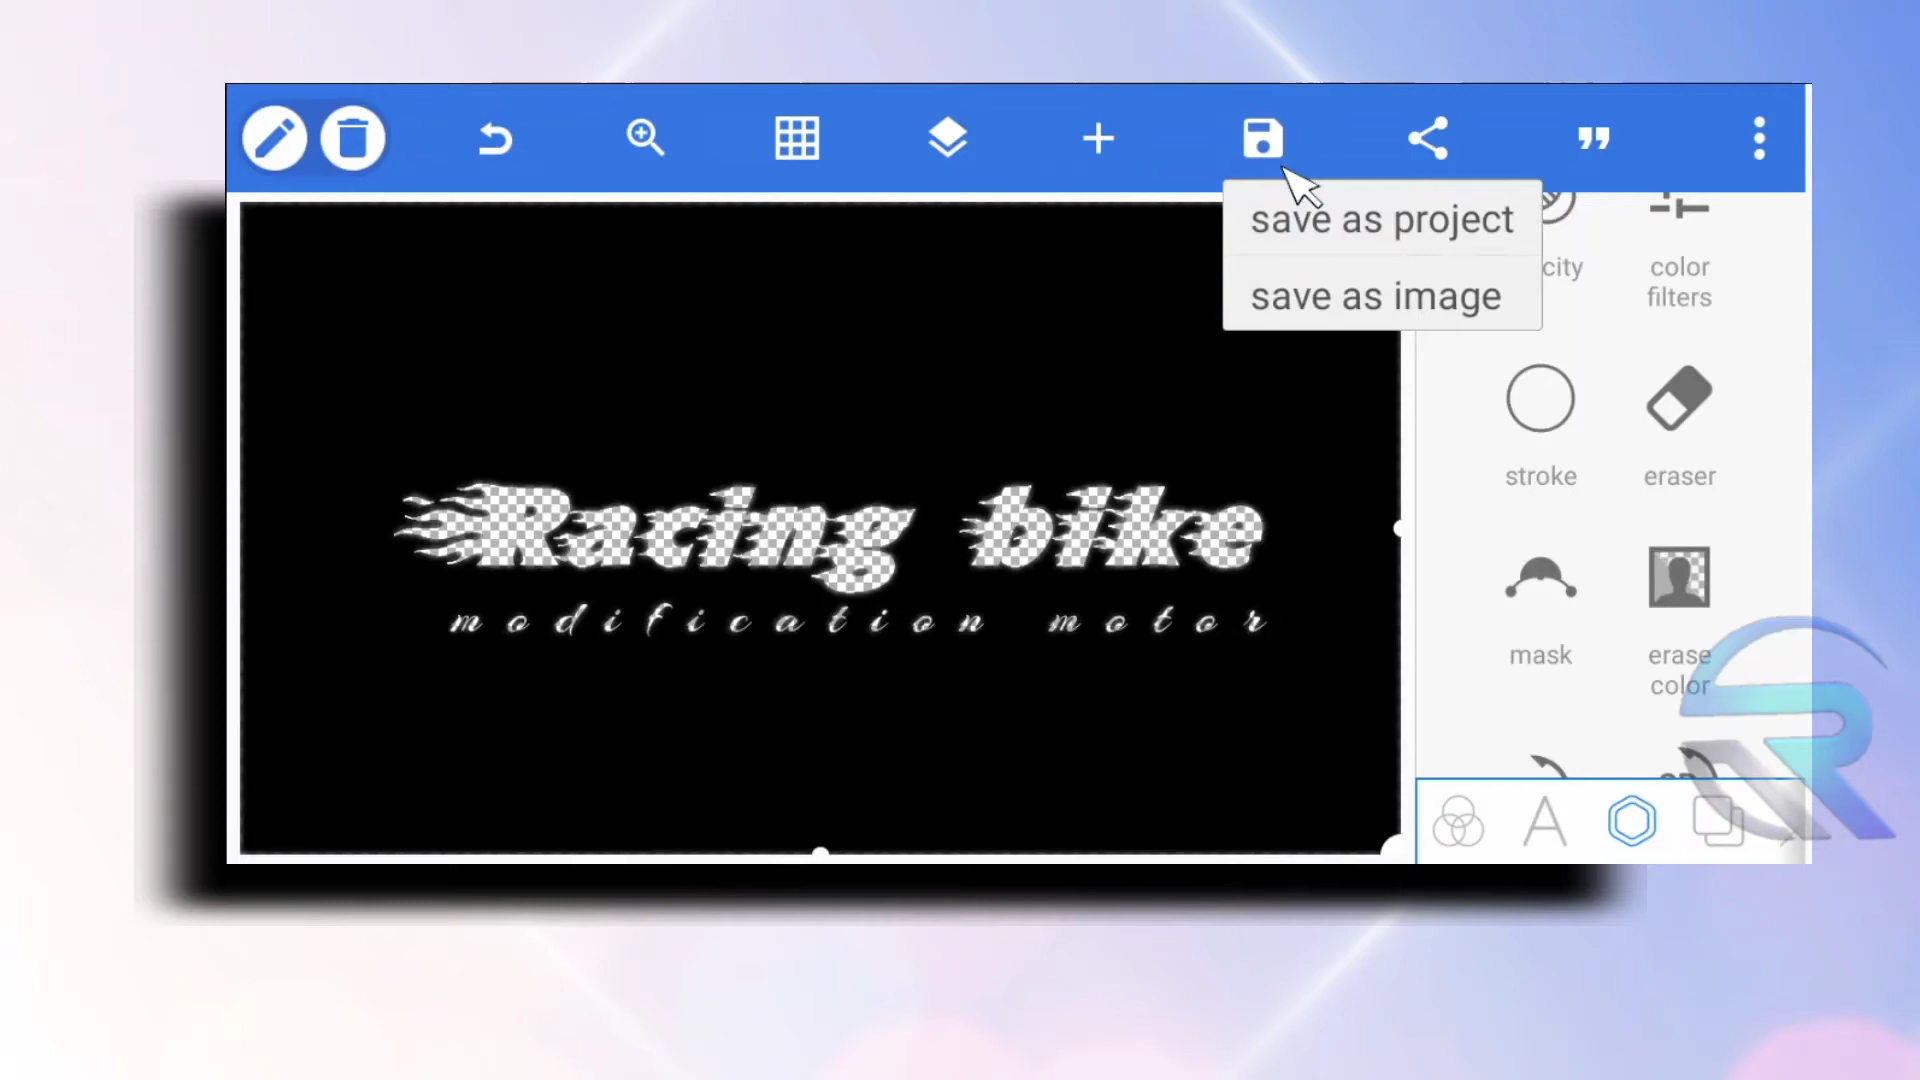 save as project
save as image
city
color
filters
stroke
eraser
mask
erase
color
Racing bike
modification motor